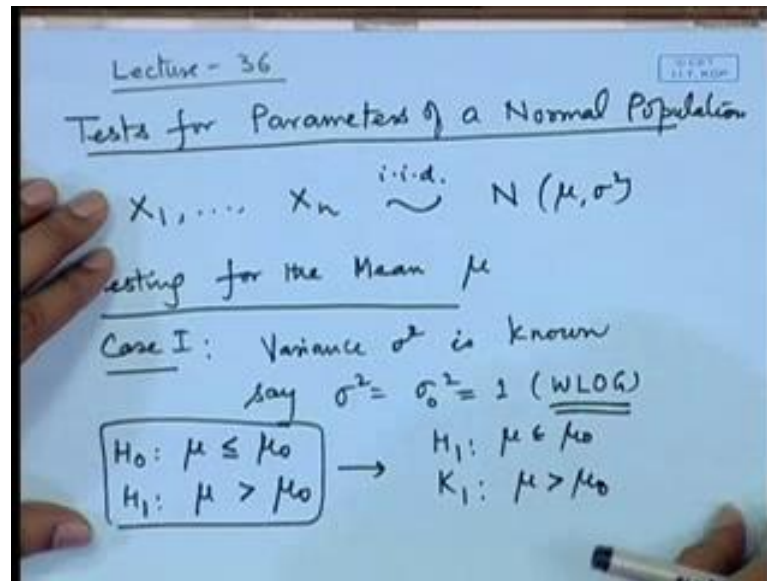 Lecture - 36
Tests for Parameters of a Normal Population
X₁, .... Xₙ i.i.d. ~ N (μ, σ²)
esting for the Mean μ
Case I : Variance σ² is known
say σ² = σ₀² = 1 (WLOG)
H₀: μ ≤ μ₀ → H₁: μ ≤ μ₀
H₁: μ > μ₀ K₁: μ > μ₀